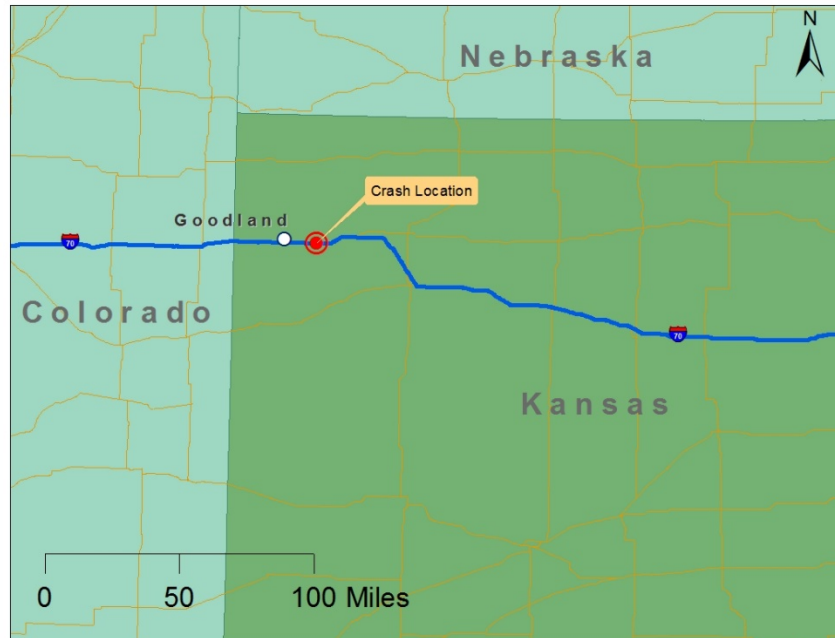 N
Nebraska
Crash Location
Goodland
70
Colorado
70
Kansas
0 50 100 Miles